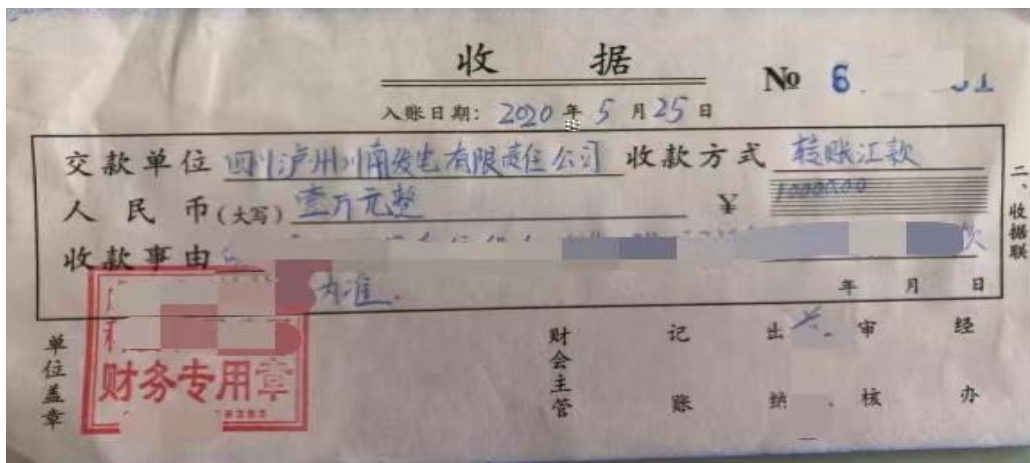 收 据
№ 6
入账日期：2020年5月25日
交款单位 四川泸州川南发电有限责任公司 收款方式 转账汇款
人民币(大写) 壹万元整 ￥ 1000000
收款事由 款
为准.
年 月 日
二、收据联
单位盖章
财务专用章
财会主管 记账 出纳 审核 经办